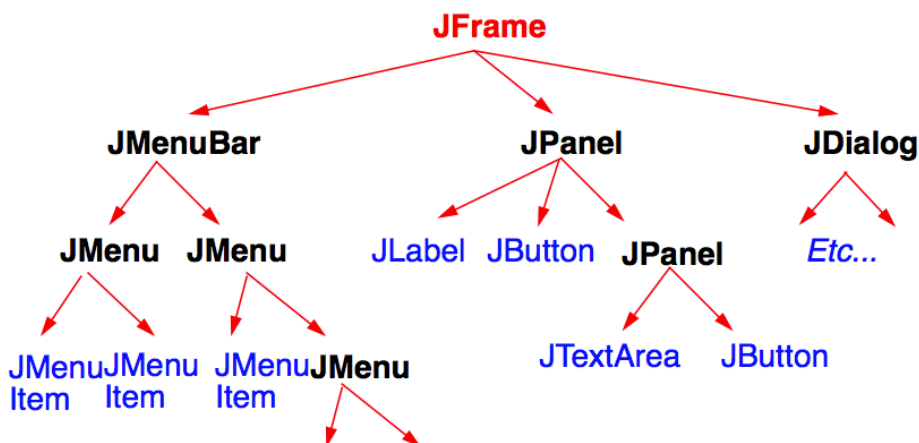 JFrame
JMenuBar
JPanel
JDialog
JMenu
JMenu
JLabel
JButton
JPanel
Etc...
JMenu
Item
JMenu
Item
JMenu
Item
JMenu
JTextArea
JButton